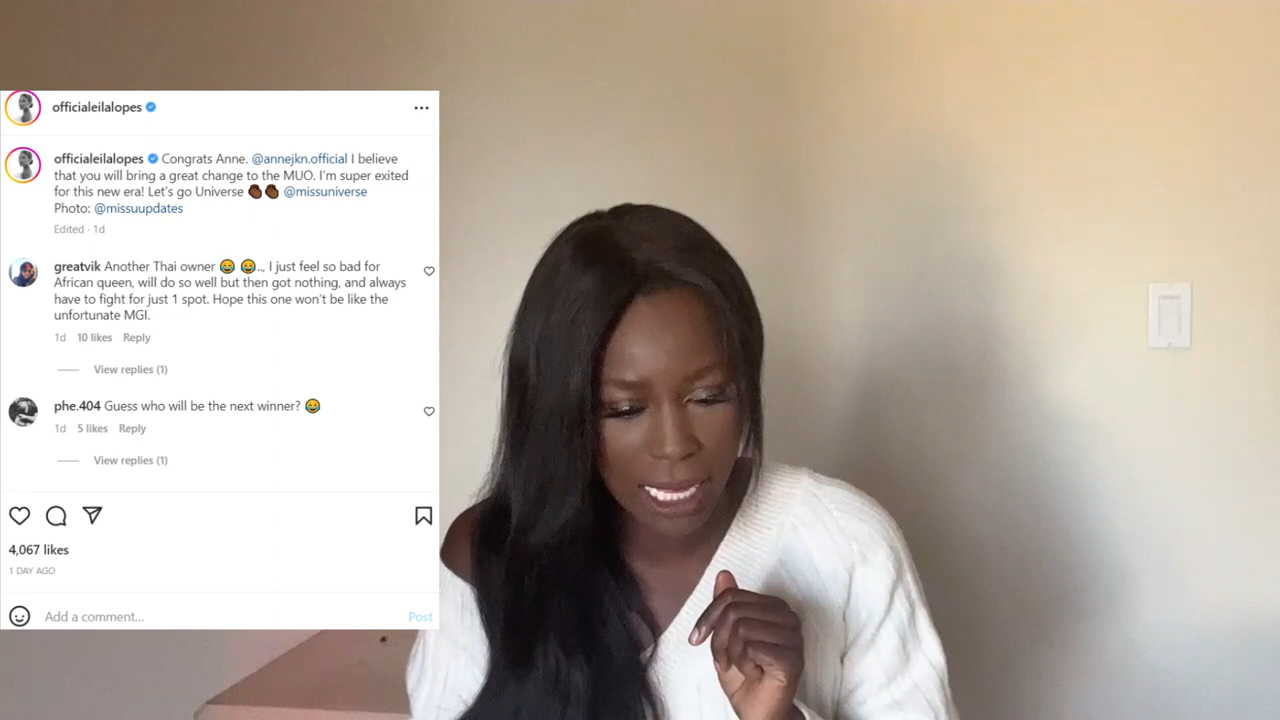 officialeilalopes
officialeilalopes Congrats Anne. @annejkn.official I believe
that you will bring a great change to the MUO. I'm super exited
for this new era! Let's go Universe 👏🏿👏🏿 @missuniverse
Photo: @missuupdates
Edited · 1d
greatvik Another Thai owner 😂 😂.., I just feel so bad for
African queen, will do so well but then got nothing, and always
have to fight for just 1 spot. Hope this one won't be like the
unfortunate MGI.
1d 10 likes Reply
View replies (1)
phe.404 Guess who will be the next winner? 😂
1d 5 likes Reply
View replies (1)
4,067 likes
1 DAY AGO
Add a comment...
Post